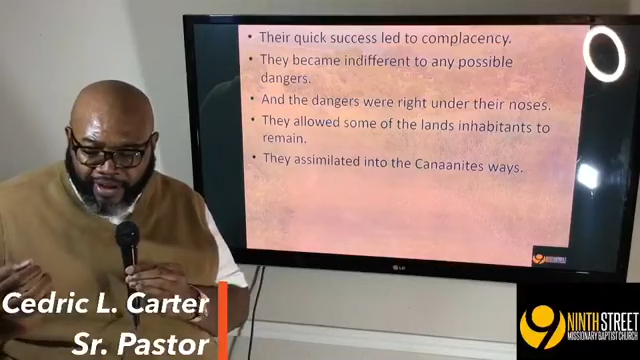 • Their quick success led to complacency.
• They became indifferent to any possible
dangers.
• And the dangers were right under their noses.
• They allowed some of the lands inhabitants to
remain.
• They assimilated into the Canaanites ways.
LG
Cedric L. Carter
Sr. Pastor
9 NINTH STREET
MISSIONARY BAPTIST CHURCH